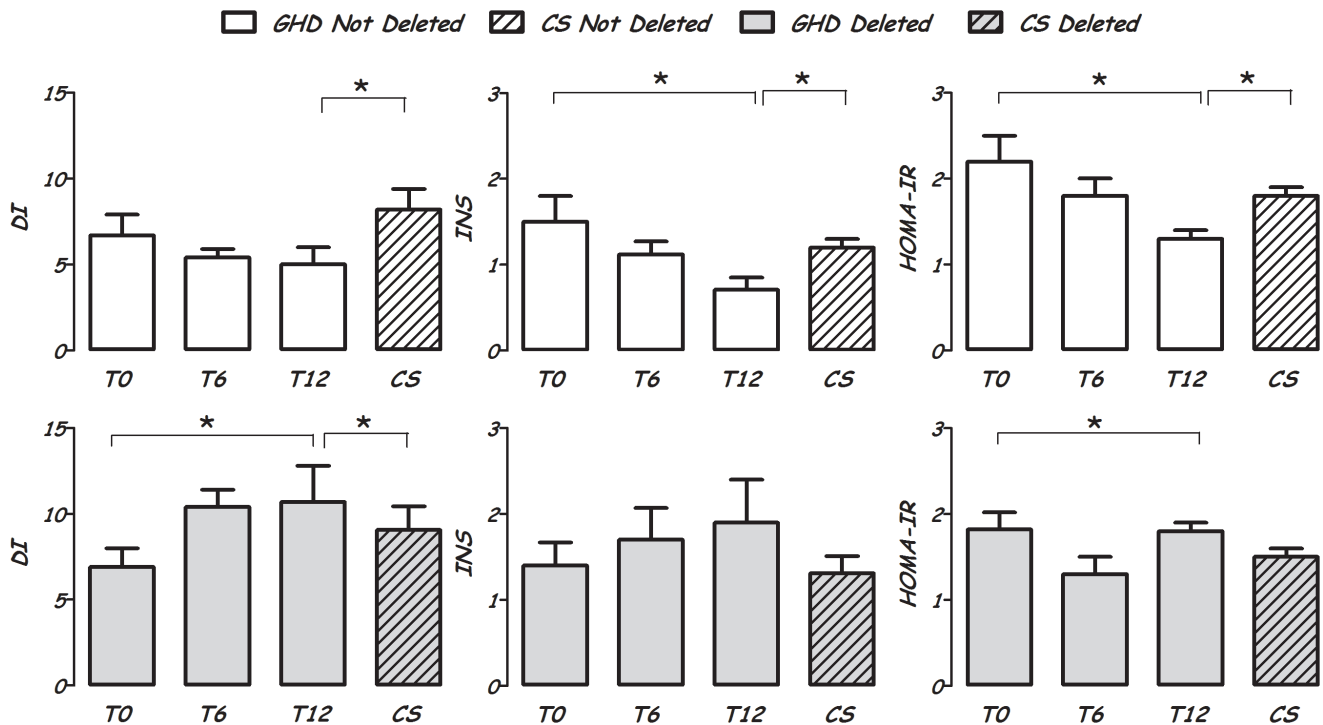 GHD Not Deleted CS Not Deleted GHD Deleted CS Deleted
DI
15
10
5
0
*
T0 T6 T12 CS
INS
3
2
1
0
* *
T0 T6 T12 CS
HOMA-IR
3
2
1
0
* *
T0 T6 T12 CS
DI
15
10
5
0
* *
T0 T6 T12 CS
INS
3
2
1
0
T0 T6 T12 CS
HOMA-IR
3
2
1
0
*
T0 T6 T12 CS